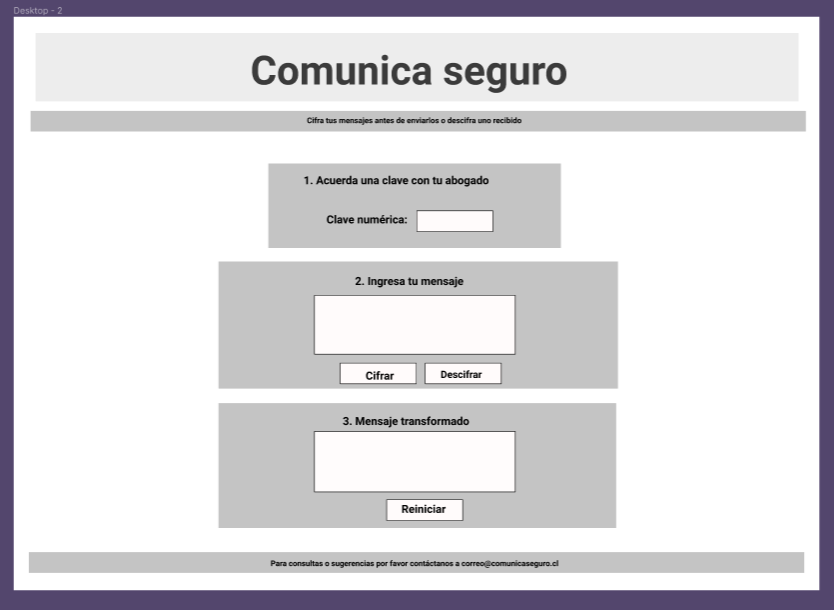 Desktop - 2
Comunica seguro
Cifra tus mensajes antes de enviarlos o descifra uno recibido
1. Acuerda una clave con tu abogado
Clave numérica:
2. Ingresa tu mensaje
Cifrar
Descifrar
3. Mensaje transformado
Reiniciar
Para consultas o sugerencias por favor contáctanos a correo@comunicaseguro.cl